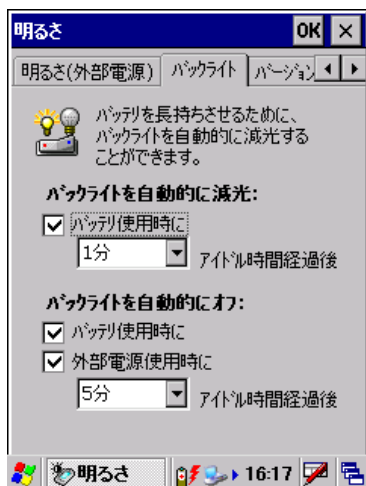 明るさ OK ×
明るさ(外部電源) バックライト バージョン
バッテリを長持ちさせるために、
バックライトを自動的に減光する
ことができます。
バックライトを自動的に減光:
バッテリ使用時に
1分 アイドル時間経過後
バックライトを自動的にオフ:
バッテリ使用時に
外部電源使用時に
5分 アイドル時間経過後
明るさ 16:17